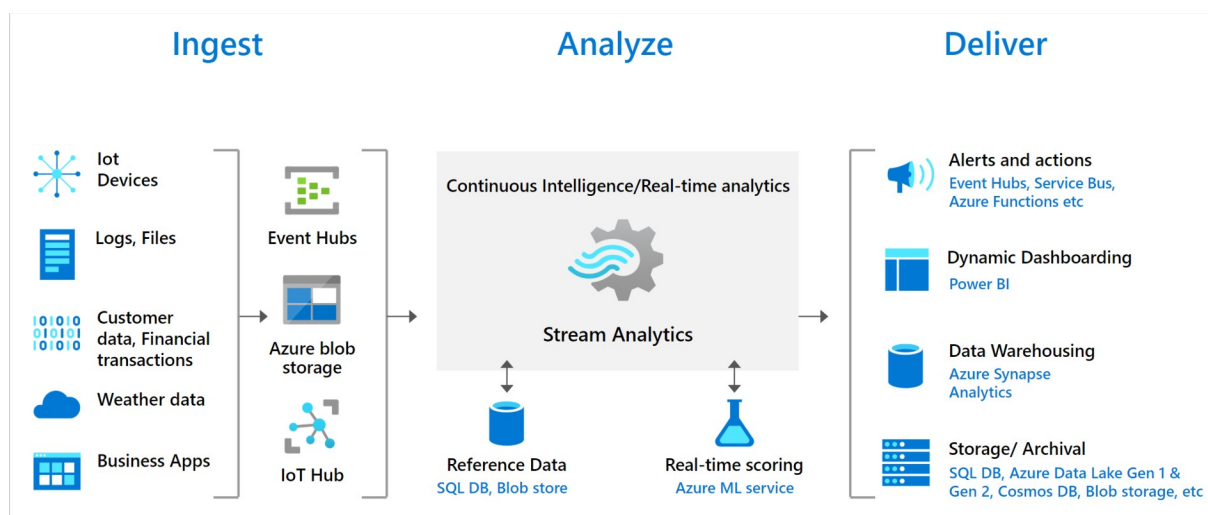 Ingest
Analyze
Deliver
Iot
Devices
Logs, Files
Customer
data, Financial
transactions
Weather data
Business Apps
Event Hubs
Azure blob
storage
IoT Hub
Continuous Intelligence/Real-time analytics
Stream Analytics
Reference Data
SQL DB, Blob store
Real-time scoring
Azure ML service
Alerts and actions
Event Hubs, Service Bus,
Azure Functions etc
Dynamic Dashboarding
Power BI
Data Warehousing
Azure Synapse
Analytics
Storage/ Archival
SQL DB, Azure Data Lake Gen 1 &
Gen 2, Cosmos DB, Blob storage, etc